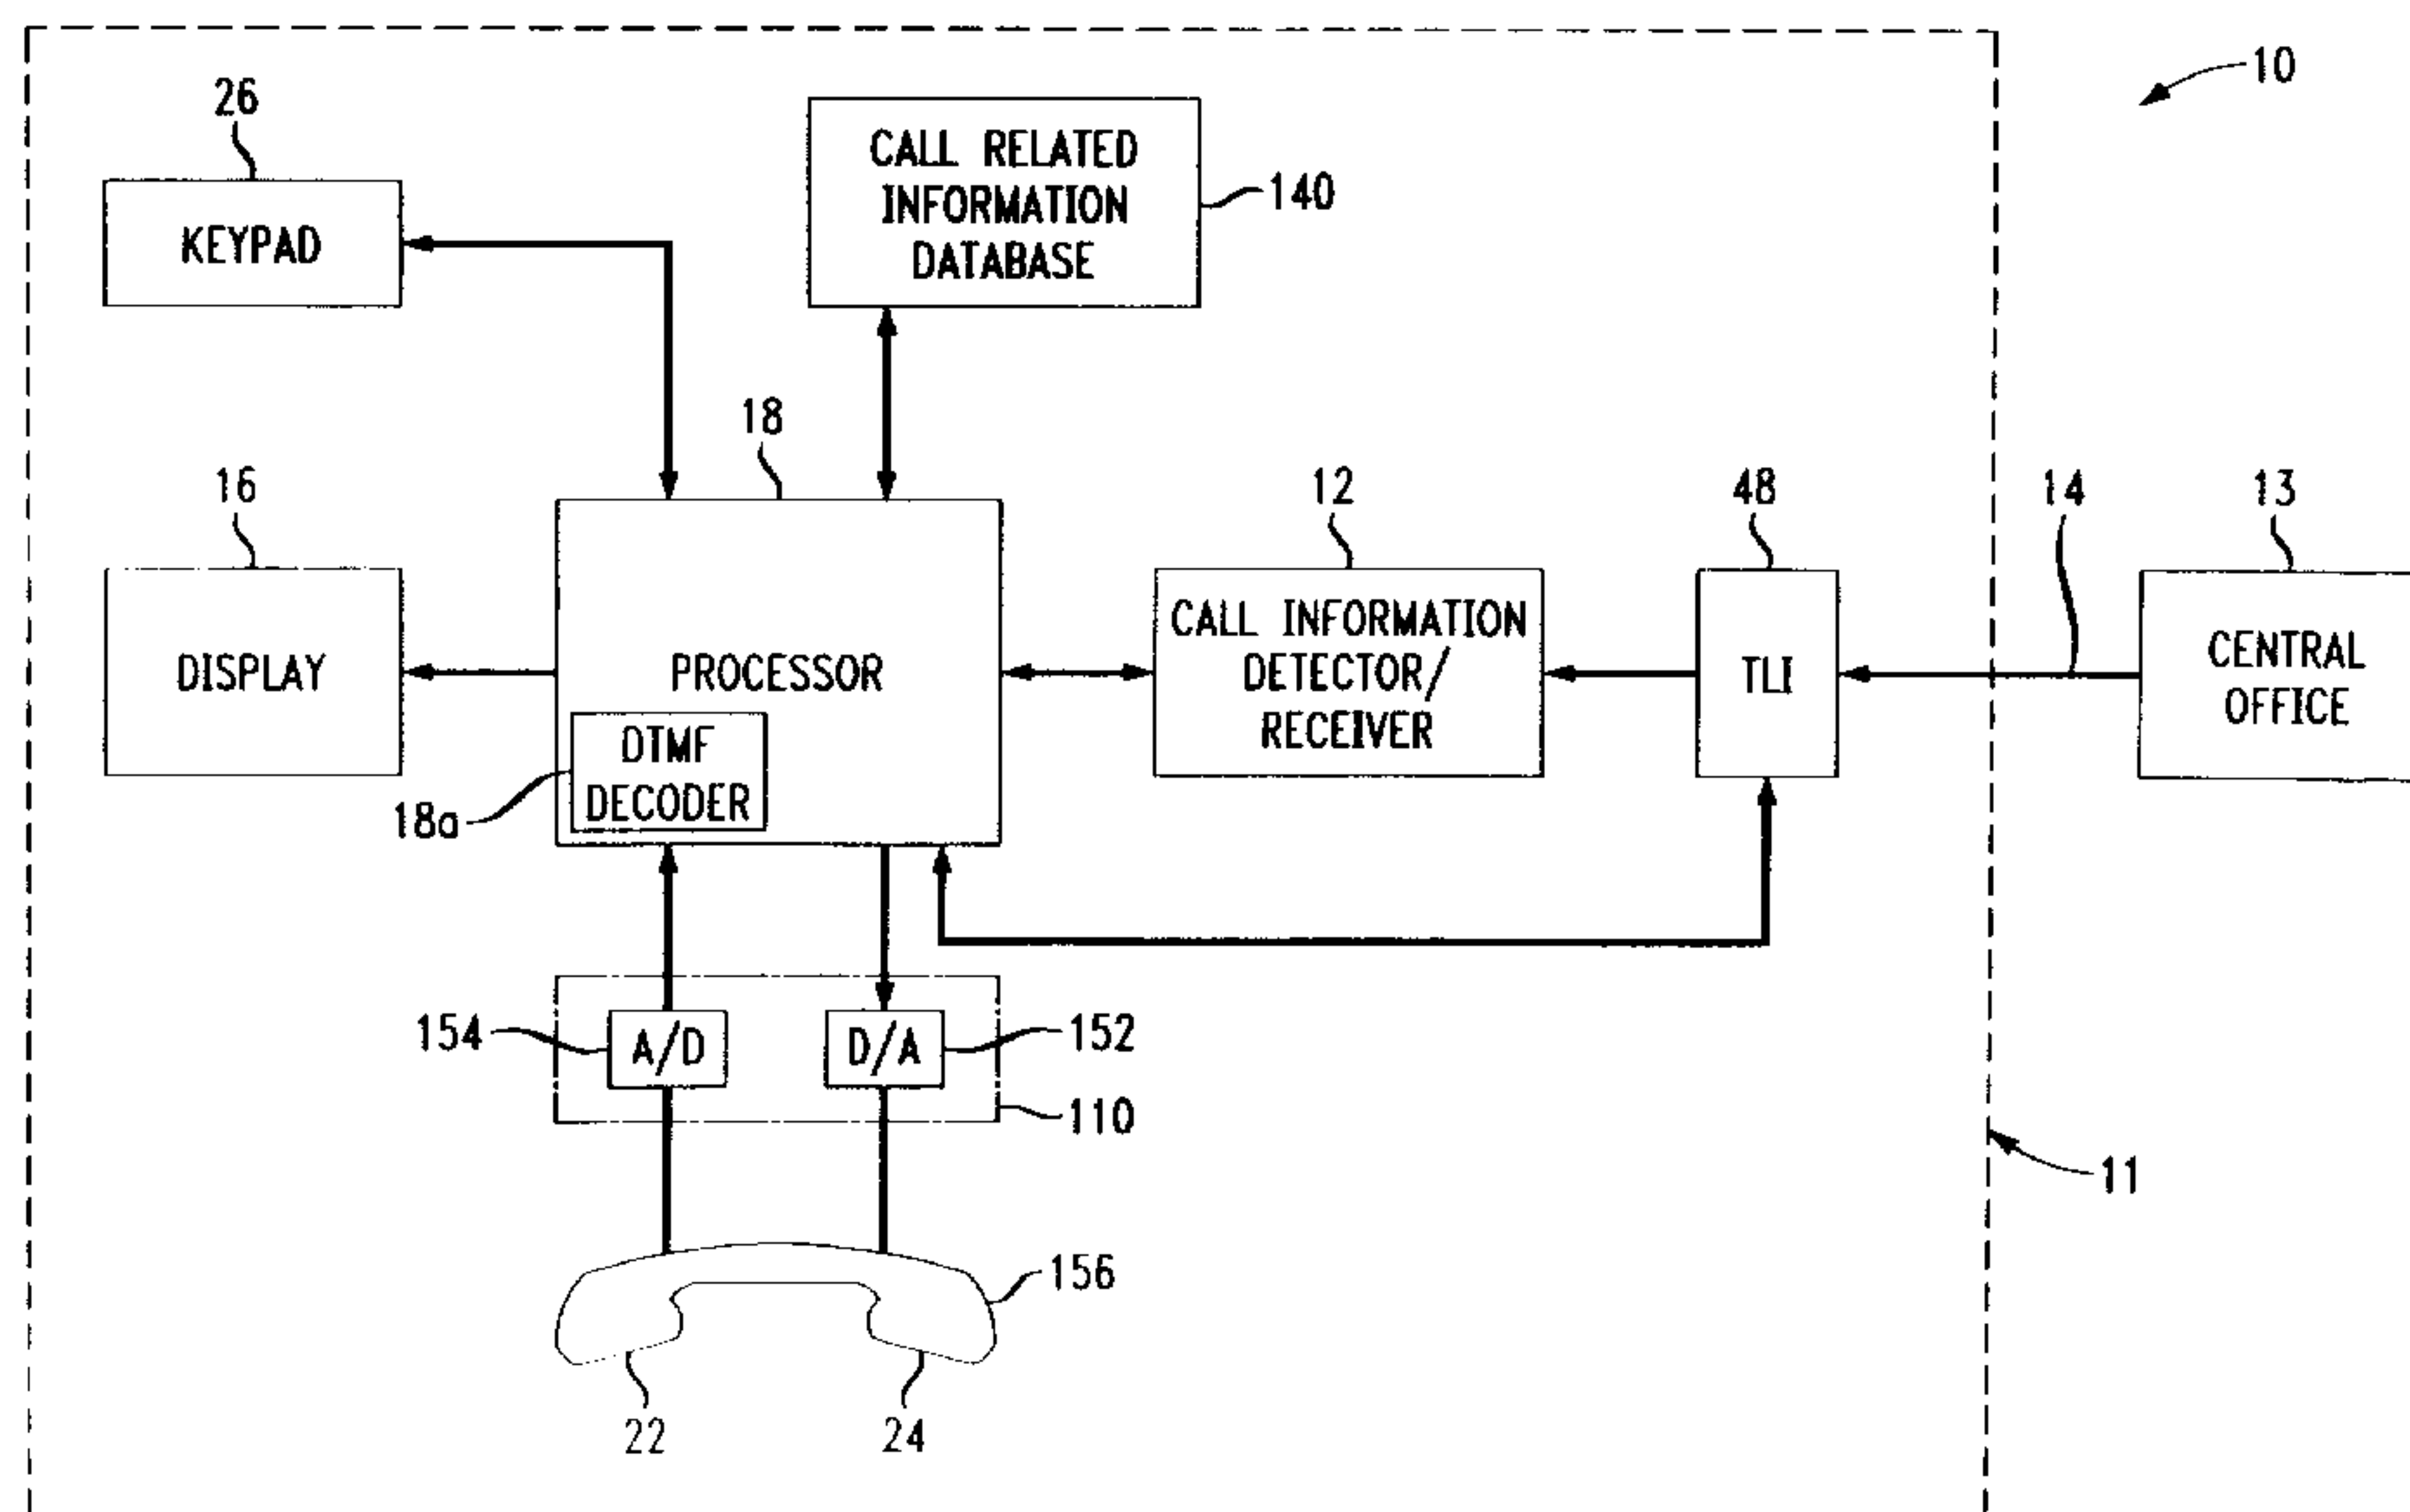 10
26
CALL RELATED
INFORMATION
DATABASE
140
KEYPAD
18
16
12
48
14
13
DISPLAY
PROCESSOR
DTMF
DECODER
18a
CALL INFORMATION
DETECTOR/
RECEIVER
TLI
CENTRAL
OFFICE
154
A/D
D/A
152
110
11
156
22
24